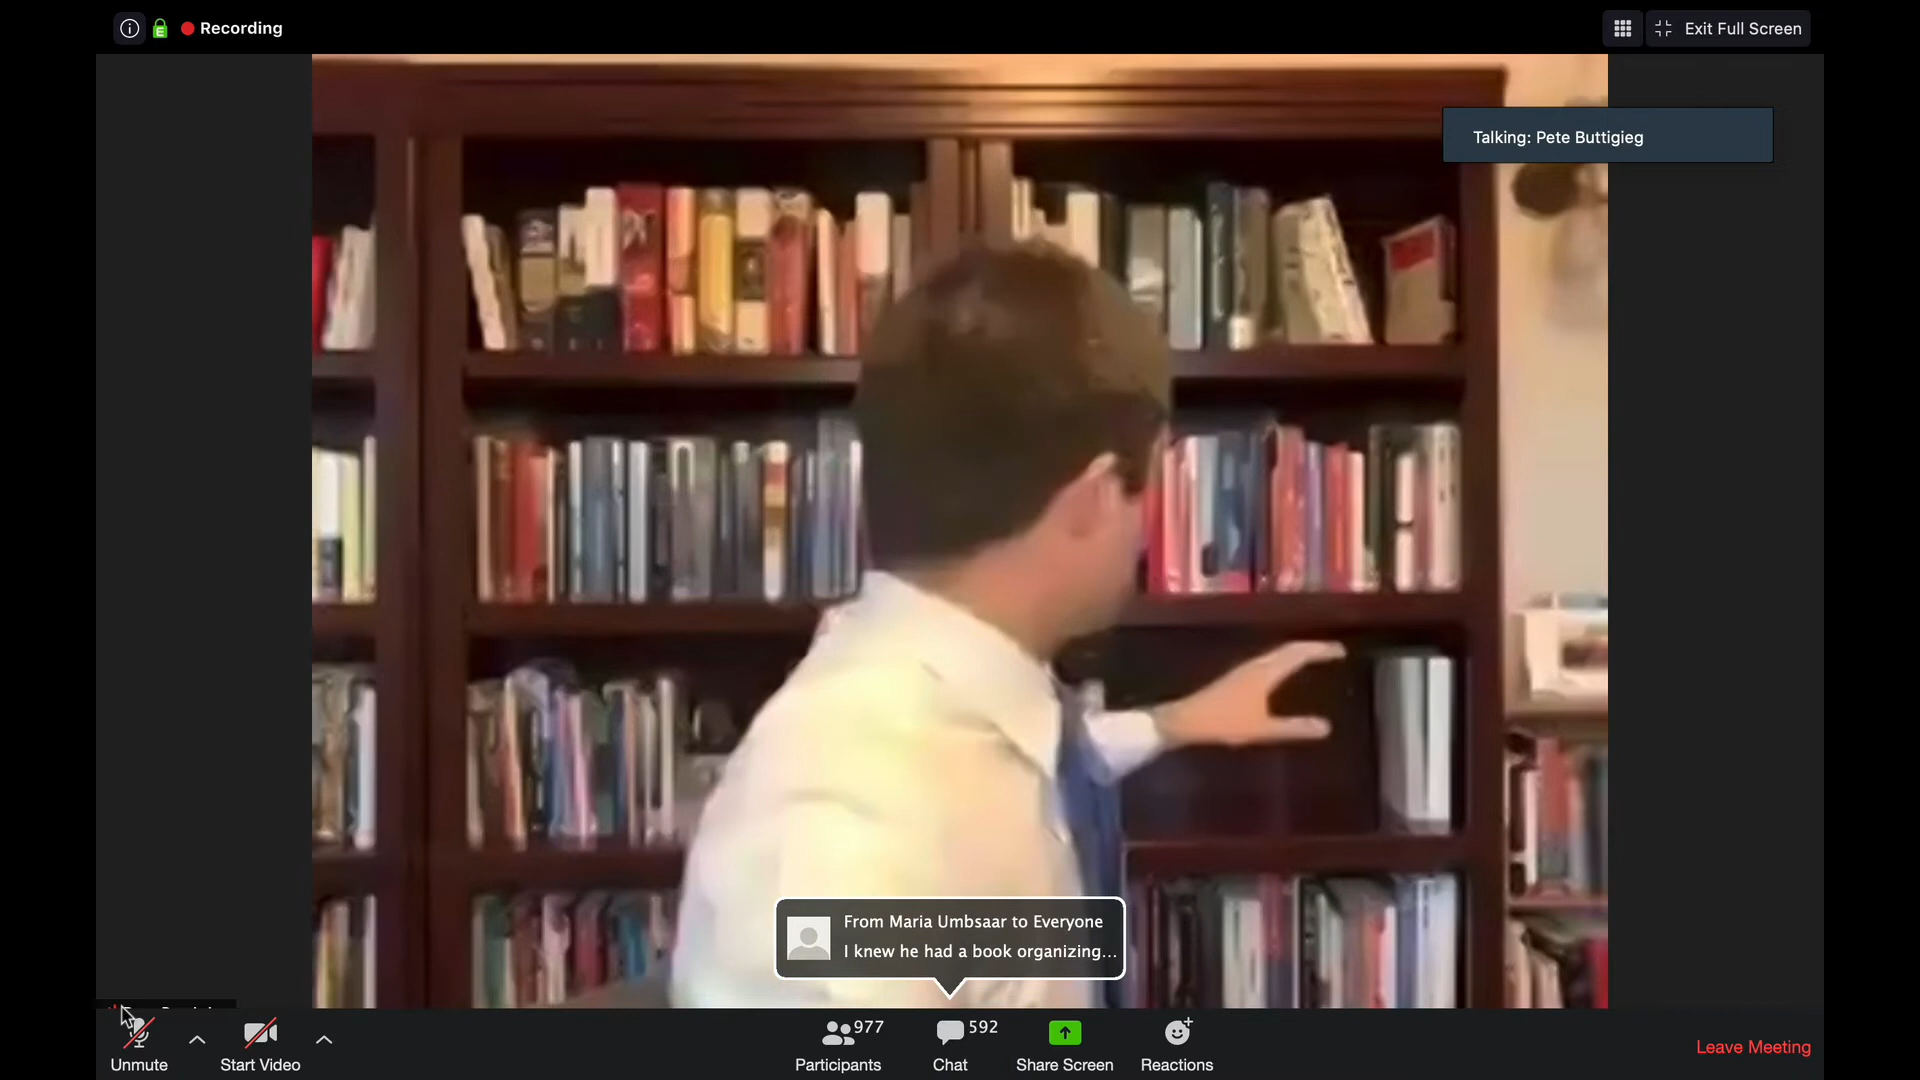 Recording
Exit Full Screen
Talking: Pete Buttigieg
From Maria Umbsaar to Everyone
I knew he had a book organizing...
977
592
Unmute
Start Video
Participants
Chat
Share Screen
Reactions
Leave Meeting